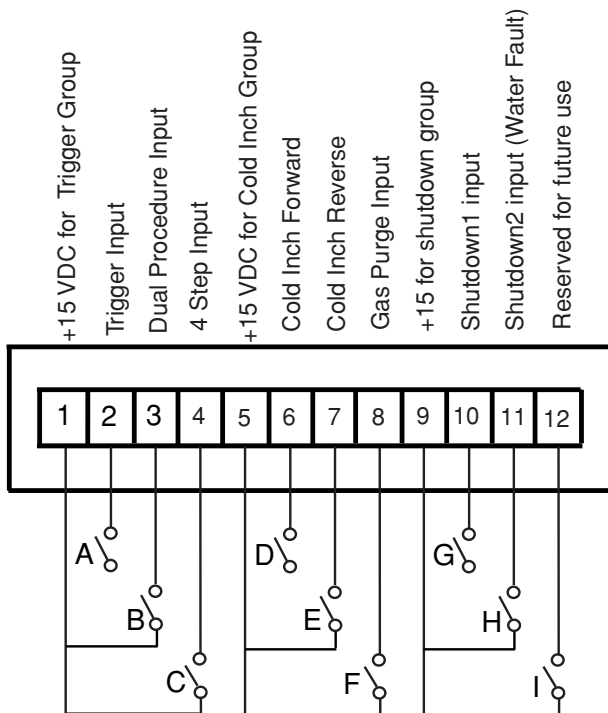 +15 VDC for Trigger Group
Trigger Input
Dual Procedure Input
4 Step Input
+15 VDC for Cold Inch Group
Cold Inch Forward
Cold Inch Reverse
Gas Purge Input
+15 for shutdown group
Shutdown1 input
Shutdown2 input (Water Fault)
Reserved for future use
1 2 3 4 5 6 7 8 9 10 11 12
A D G
B E H
C F I